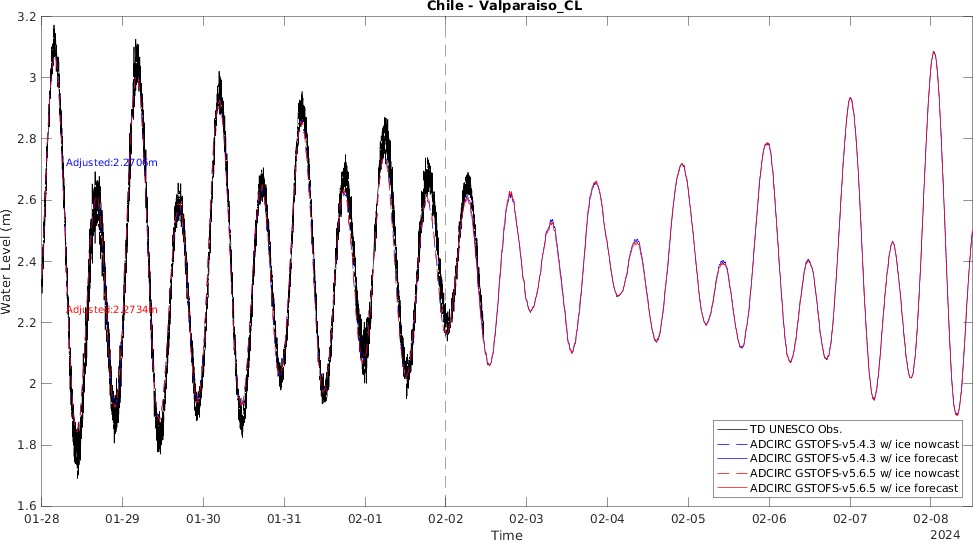 Chile - Valparaiso_CL
3.2
3
2.8
2.6
2.4
2.2
2
1.8
1.6
Water Level (m)
Adjusted:2.2706m
Adjusted:2.2734m
TD UNESCO Obs.
ADCIRC GSTOFS-v5.4.3 w/ ice nowcast
ADCIRC GSTOFS-v5.4.3 w/ ice forecast
ADCIRC GSTOFS-v5.6.5 w/ ice nowcast
ADCIRC GSTOFS-v5.6.5 w/ ice forecast
01-28 01-29 01-30 01-31 02-01 02-02 02-03 02-04 02-05 02-06 02-07 02-08
Time
2024